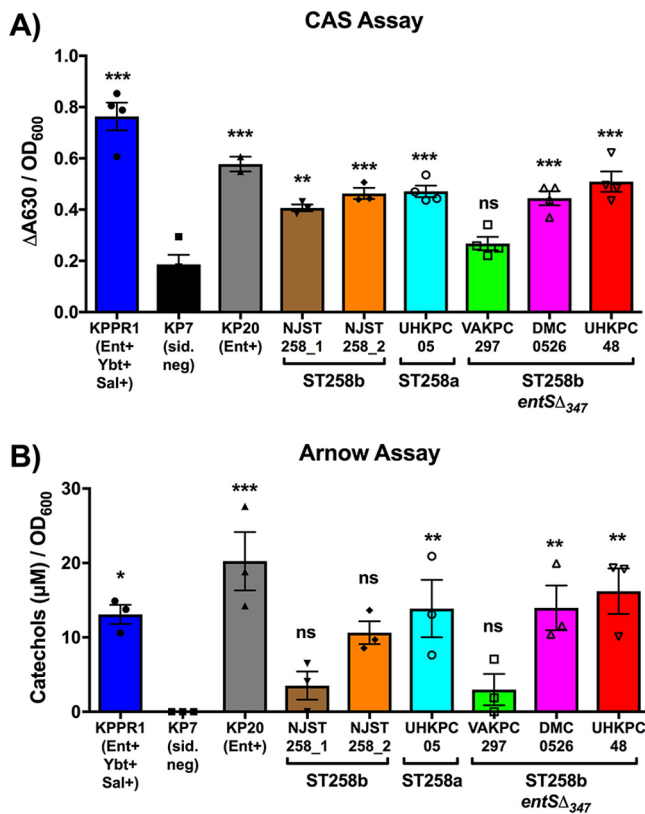 A)
CAS Assay
ΔA630 / OD600
1.0
0.8
0.6
0.4
0.2
0.0
***
***
**
***
***
ns
***
***
KPPR1 KP7 KP20 NJST NJST UHKPC VAKPC DMC UHKPC
(Ent+ (sid. (Ent+) 258_1 258_2 05 297 0526 48
Ybt+ neg)
Sal+)
ST258b ST258a ST258b
entSΔ347
B)
Arnow Assay
Catechols (µM) / OD600
30
20
10
0
*
***
ns
ns
**
ns
**
**
KPPR1 KP7 KP20 NJST NJST UHKPC VAKPC DMC UHKPC
(Ent+ (sid. (Ent+) 258_1 258_2 05 297 0526 48
Ybt+ neg)
Sal+)
ST258b ST258a ST258b
entSΔ347